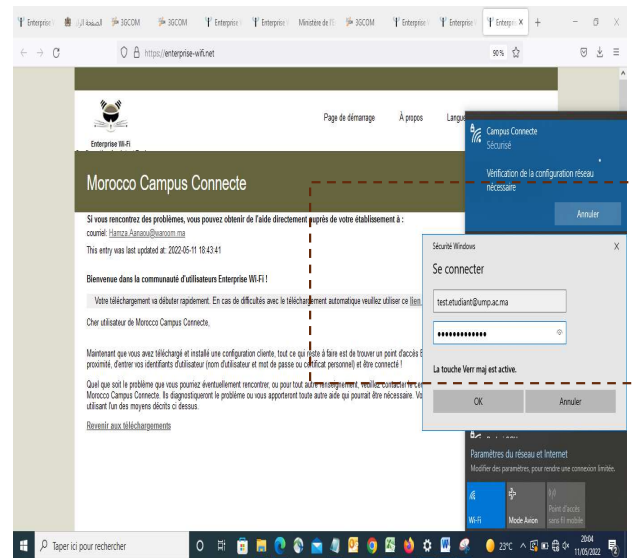 Enterprise
الصفحة
3GCOM
3GCOM
Enterprise
Enterprise
Ministère de l'
3GCOM
Enterprise
Enterprise
Enterpris X +
https://enterprise-wifi.net
90%
Enterprise Wi-Fi
Page de démarrage À propos Langue
Morocco Campus Connecte
Si vous rencontrez des problèmes, vous pouvez obtenir de l'aide directement auprès de votre établissement à :
courriel: Hamza.Aanaou@waroom.ma
This entry was last updated at: 2022-05-11 18:43:41
Bienvenue dans la communauté d'utilisateurs Enterprise Wi-Fi !
Votre téléchargement va débuter rapidement. En cas de difficultés avec le téléchargement automatique veuillez utiliser ce lien
Cher utilisateur de Morocco Campus Connecte,
Maintenant que vous avez téléchargé et installé une configuration cliente, tout ce qui reste à faire est de trouver un point d'accès E
proximité, d'entrer vos identifiants d'utilisateur (nom d'utilisateur et mot de passe ou certificat personnel) et être connecté !
Quel que soit le problème que vous pourriez éventuellement rencontrer, ou pour tout autre renseignement, veuillez contacter le se
Morocco Campus Connecte. Ils diagnostiqueront le problème ou vous apporteront toute autre aide qui pourrait être nécessaire. Vo
utilisant l'un des moyens décrits ci dessus.
Revenir aux téléchargements
Campus Connecte
Sécurisé
Vérification de la configuration réseau
nécessaire
Annuler
Sécurité Windows X
Se connecter
test.etudiant@ump.ac.ma
•••••••••••••
La touche Verr maj est active.
OK Annuler
Paramètres du réseau et Internet
Modifier des paramètres, pour rendre une connexion limitée.
Wi-Fi
Mode Avion
Point d'accès
sans fil mobile
Taper ici pour rechercher
23°C
20:04
11/05/2022